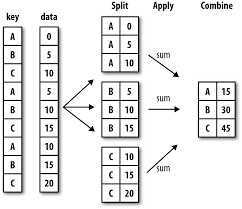 Split Apply Combine
key data
A 0
B 5
C 10
A 5
B 10
C 15
A 10
B 15
C 20
A 0
A 5
A 10
B 5
B 10
B 15
C 10
C 15
C 20
sum
sum
sum
A 15
B 30
C 45